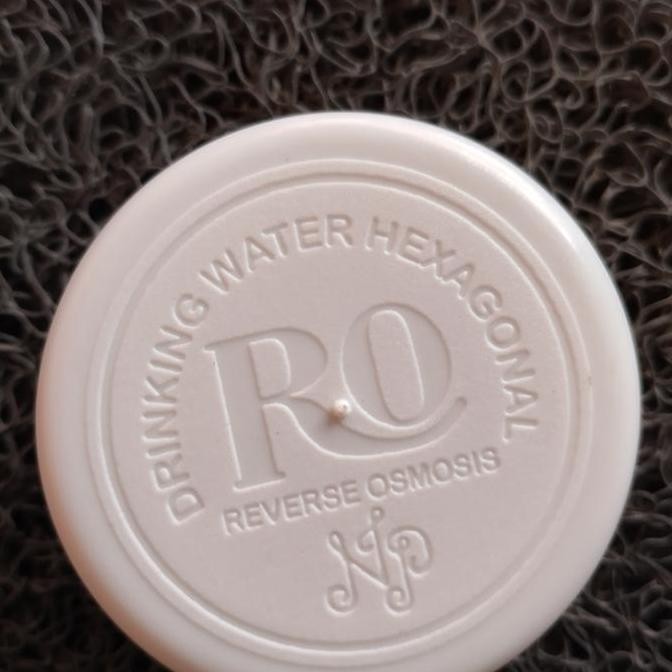 DRINKING WATER HEXAGONAL
RO
REVERSE OSMOSIS
NP